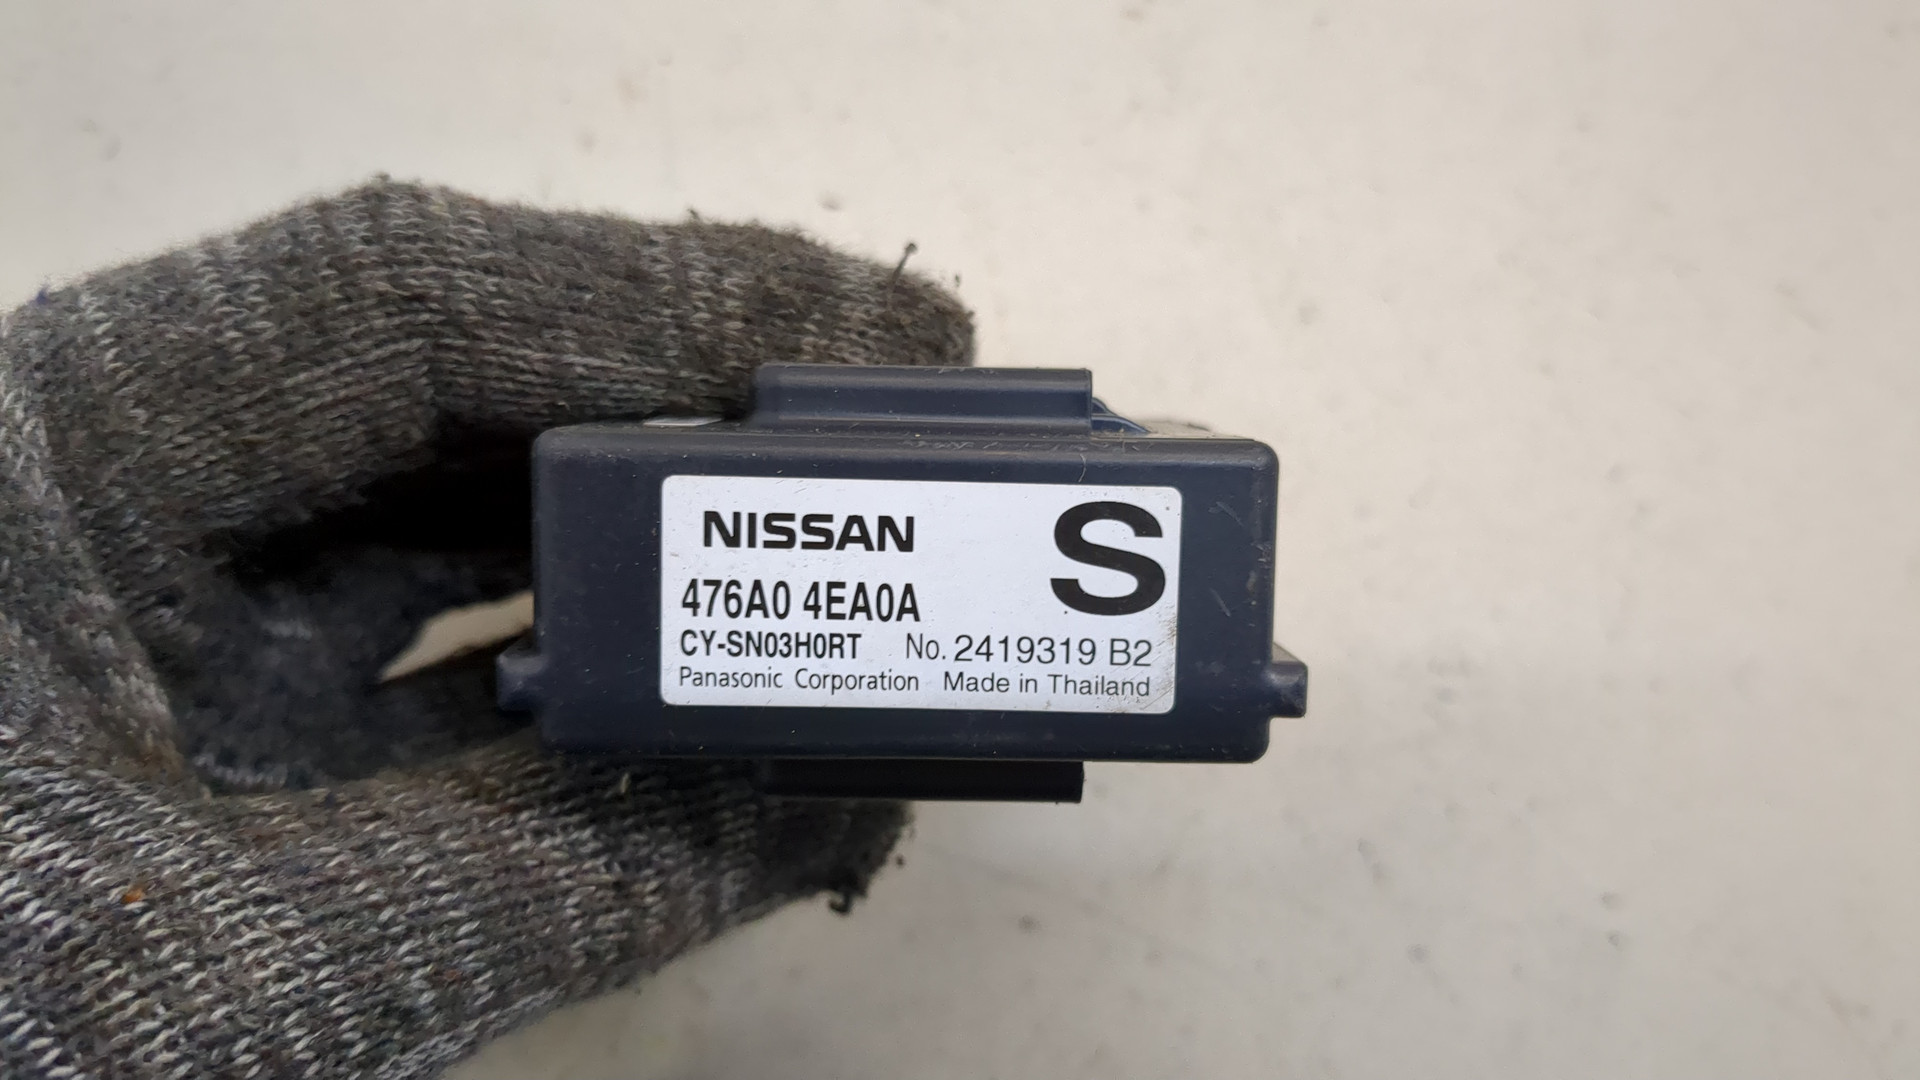 NISSAN S
476A0 4EA0A
CY-SN03H0RT No. 2419319 B2
Panasonic Corporation Made in Thailand